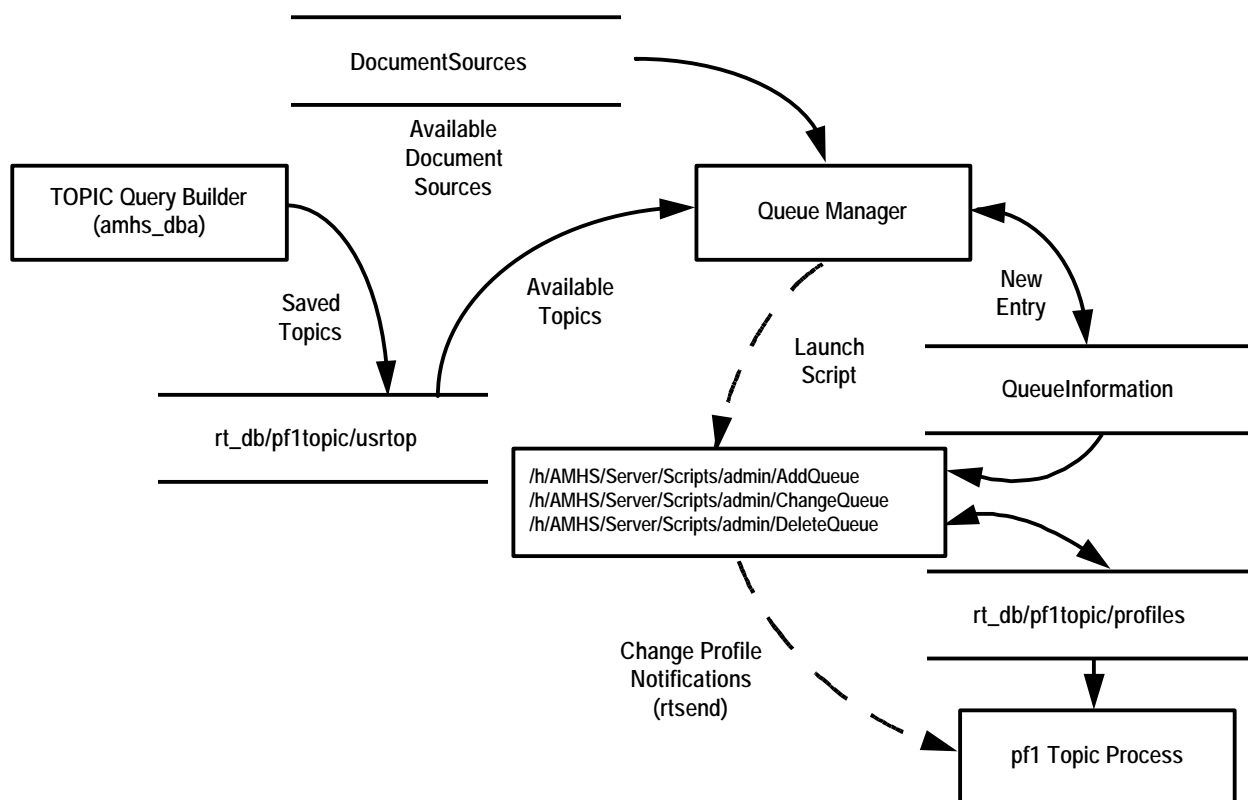 DocumentSources
Available
Document
Sources
TOPIC Query Builder
(amhs_dba)
Queue Manager
Saved
Topics
Available
Topics
New
Entry
Launch
Script
QueueInformation
rt_db/pf1topic/usrtop
/h/AMHS/Server/Scripts/admin/AddQueue
/h/AMHS/Server/Scripts/admin/ChangeQueue
/h/AMHS/Server/Scripts/admin/DeleteQueue
rt_db/pf1topic/profiles
Change Profile
Notifications
(rtsend)
pf1 Topic Process